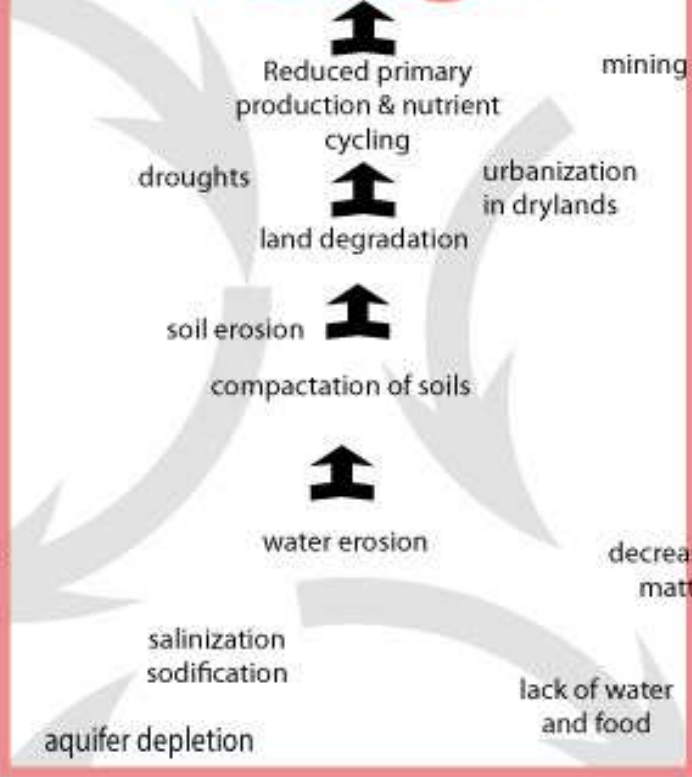 Reduced primary
production & nutrient
cycling
mining
droughts
urbanization
in drylands
land degradation
soil erosion
compactation of soils
water erosion
salinization
sodification
lack of water
and food
aquifer depletion